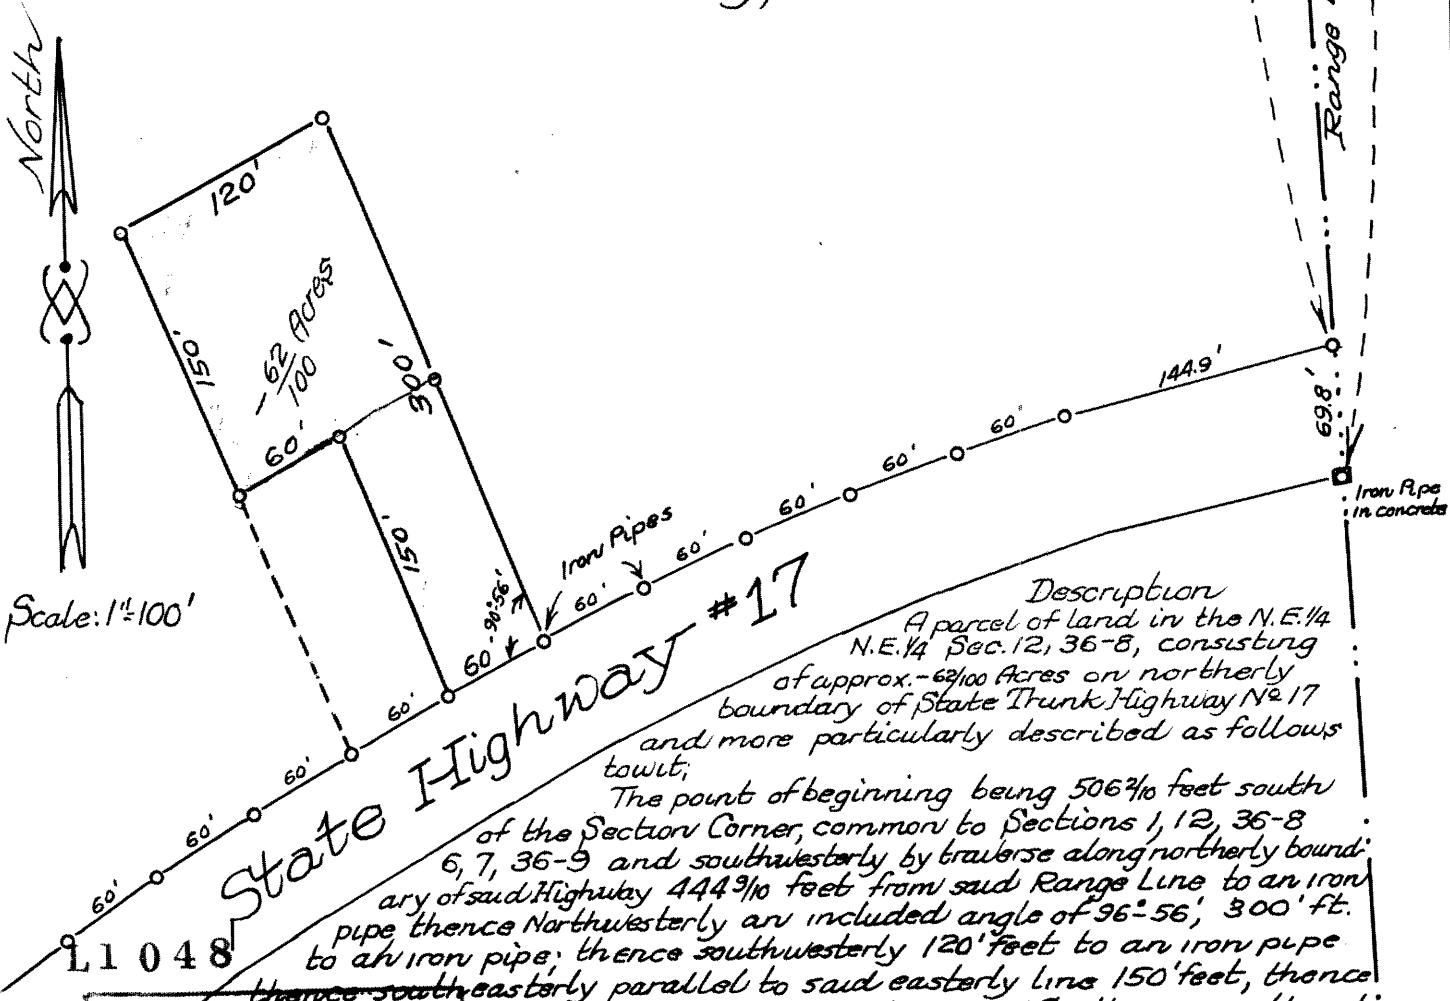 North
Range
120'
150'
-62/100 Acres
300'
60'
150'
Iron Pipes
90°-56'
60
60'
60'
60'
60'
60'
60'
144.9'
69.8'
Iron Pipe
in concrete
60'
60'
60'
60'
Scale: 1"=100'
State Highway #17
Description
A parcel of land in the N.E.1/4
N.E.1/4 Sec. 12, 36-8, consisting
of approx. -62/100 Acres on northerly
boundary of State Trunk Highway No 17
and more particularly described as follows
towit;
The point of beginning being 506 2/10 feet south
of the Section Corner, common to Sections 1, 12, 36-8
6, 7, 36-9 and southwesterly by traverse along northerly bound-
ary of said Highway 444 9/10 feet from said Range Line to an iron
pipe thence Northwesterly an included angle of 96°-56', 300' ft.
to an iron pipe; thence southwesterly 120' feet to an iron pipe
thence southeasterly parallel to said easterly line 150' feet, thence
L1048